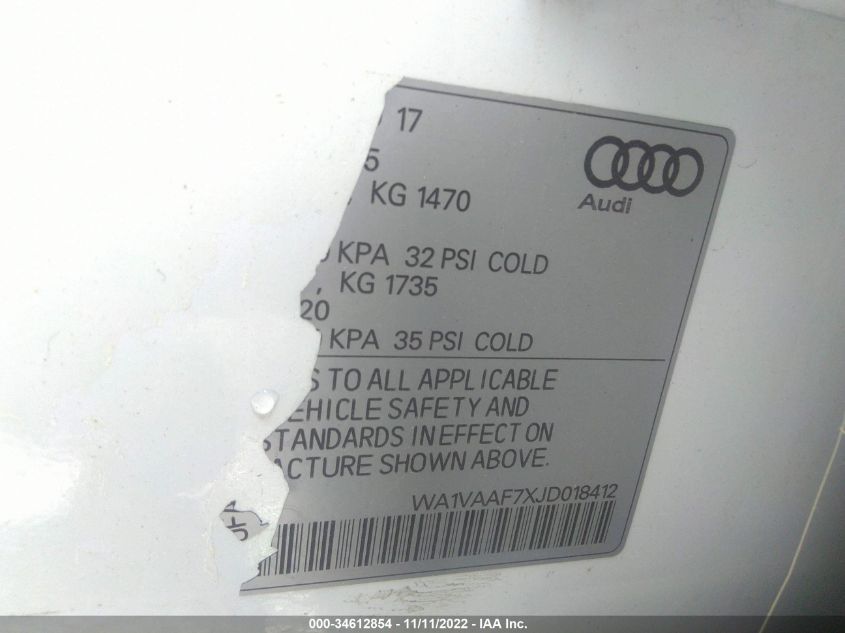 17
Audi
5
KG 1470
KPA 32 PSI COLD
, KG 1735
20
KPA 35 PSI COLD
S TO ALL APPLICABLE
EHICLE SAFETY AND
STANDARDS IN EFFECT ON
ACTURE SHOWN ABOVE.
WA1VAAF7XJD018412
000-34612854 - 11/11/2022 - IAA Inc.